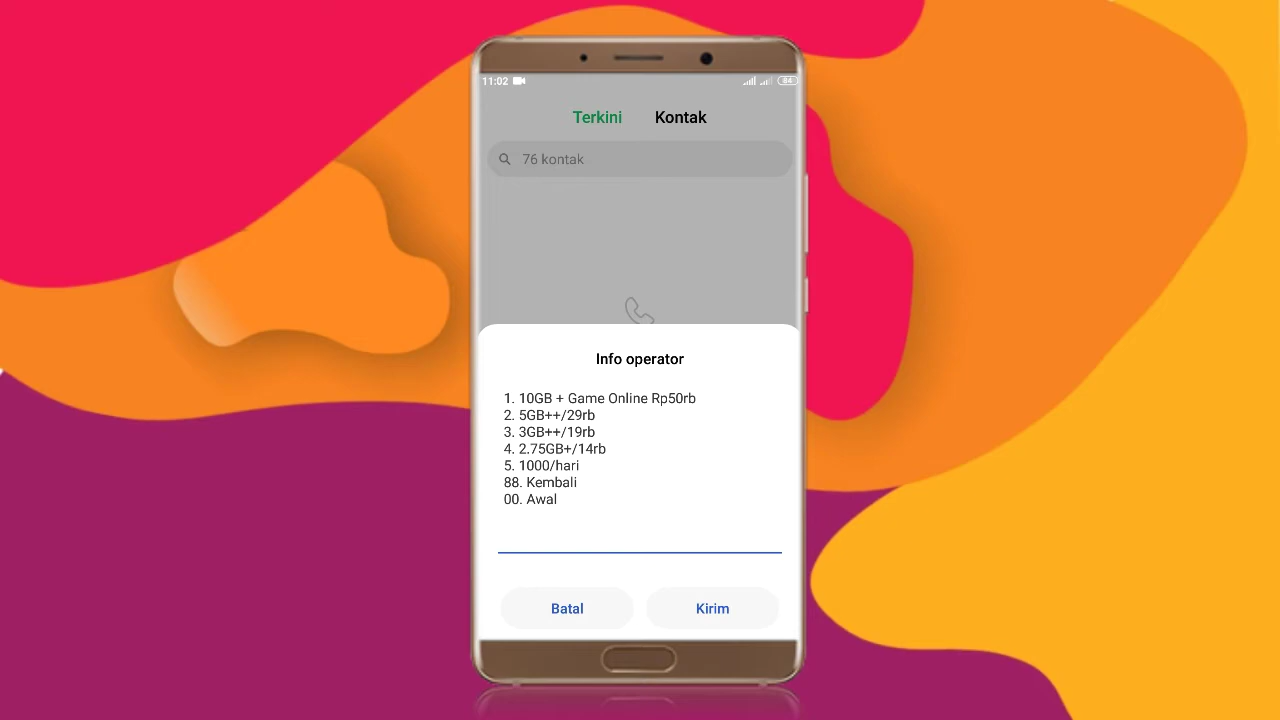 11:02
84
Terkini Kontak
76 kontak
Info operator
1. 10GB + Game Online Rp50rb
2. 5GB++/29rb
3. 3GB++/19rb
4. 2.75GB+/14rb
5. 1000/hari
88. Kembali
00. Awal
Batal Kirim